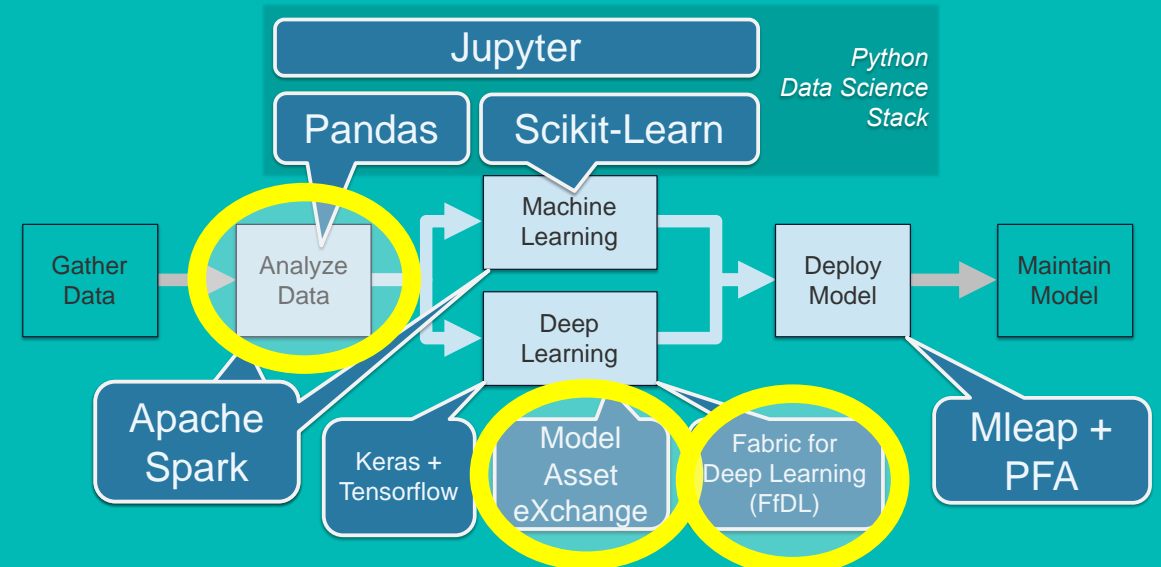 Jupyter
Python
Data Science
Stack
Pandas
Scikit-Learn
Gather
Data
Analyze
Data
Machine
Learning
Deep
Learning
Deploy
Model
Maintain
Model
Apache
Spark
Keras +
Tensorflow
Model
Asset
eXchange
Fabric for
Deep Learning
(FfDL)
Mleap +
PFA